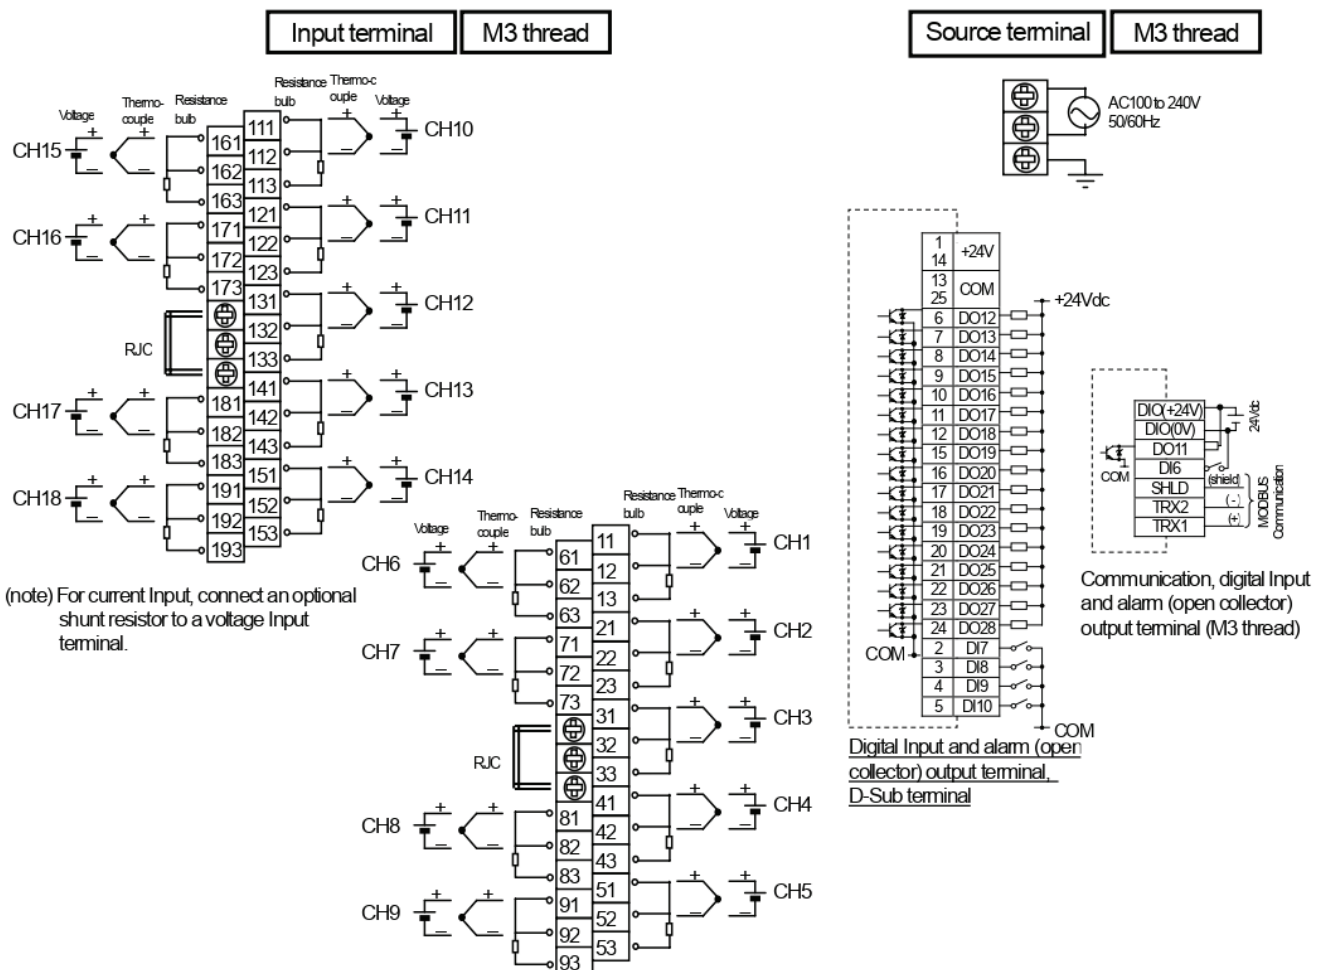 Input terminal M3 thread
Source terminal M3 thread
AC100 to 240V
50/60Hz
Resistance bulb Thermo-c ouple Voltage
Voltage Thermo- couple Resistance bulb
CH15
161
162
163
CH16
171
172
173
RJC
CH17
181
182
183
CH18
191
192
193
111
112
113
CH10
121
122
123
CH11
131
132
133
CH12
141
142
143
CH13
151
152
153
CH14
(note) For current Input, connect an optional
shunt resistor to a voltage Input
terminal.
Resistance bulb Thermo-c ouple Voltage
Voltage Thermo- couple Resistance bulb
CH6
61
62
63
CH7
71
72
73
RJC
CH8
81
82
83
CH9
91
92
93
11
12
13
CH1
21
22
23
CH2
31
32
33
CH3
41
42
43
CH4
51
52
53
CH5
1
14
+24V
13
25
COM
+24Vdc
6 DO12
7 DO13
8 DO14
9 DO15
10 DO16
11 DO17
12 DO18
15 DO19
16 DO20
17 DO21
18 DO22
19 DO23
20 DO24
21 DO25
22 DO26
23 DO27
24 DO28
COM
2 DI7
3 DI8
4 DI9
5 DI10
COM
Digital Input and alarm (open
collector) output terminal,
D-Sub terminal
DIO(+24V)
DIO(0V)
24Vdc
DO11
COM
DI6
SHLD (shield)
TRX2 (-)
TRX1 (+)
MODBUS
Communication
Communication, digital Input
and alarm (open collector)
output terminal (M3 thread)